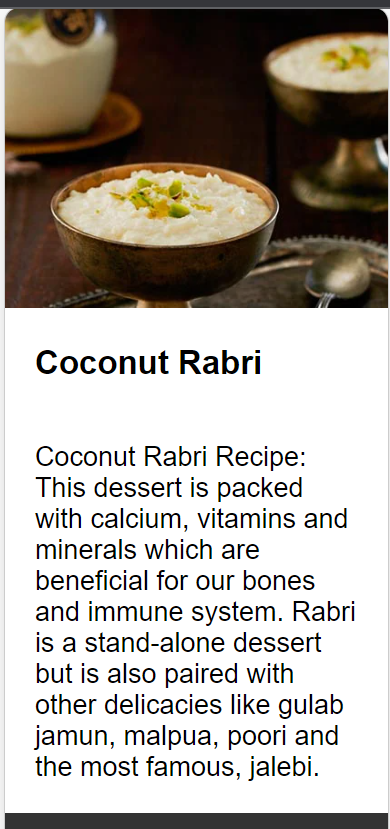 Coconut Rabri
Coconut Rabri Recipe:
This dessert is packed
with calcium, vitamins and
minerals which are
beneficial for our bones
and immune system. Rabri
is a stand-alone dessert
but is also paired with
other delicacies like gulab
jamun, malpua, poori and
the most famous, jalebi.